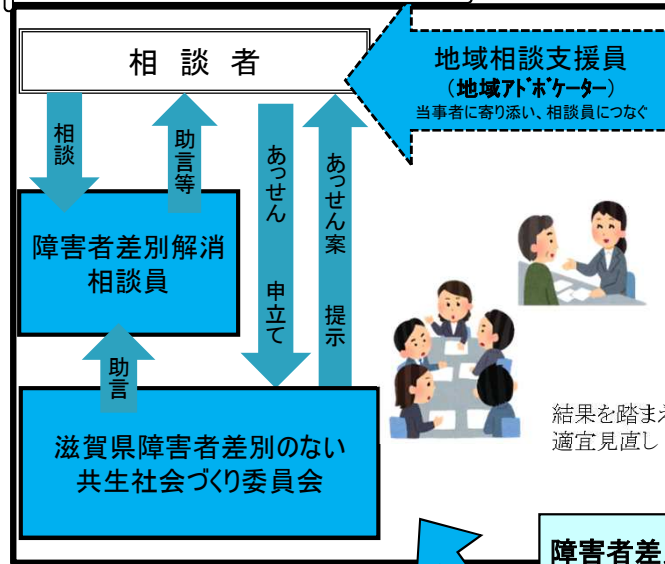 相談者
地域相談支援員
（地域アドボケーター）
当事者に寄り添い、相談員につなぐ
相談
助言等
あっせん　申立て
あっせん案　提示
障害者差別解消
相談員
助言
滋賀県障害者差別のない
共生社会づくり委員会
結果を踏まえ
適宜見直し
障害者差